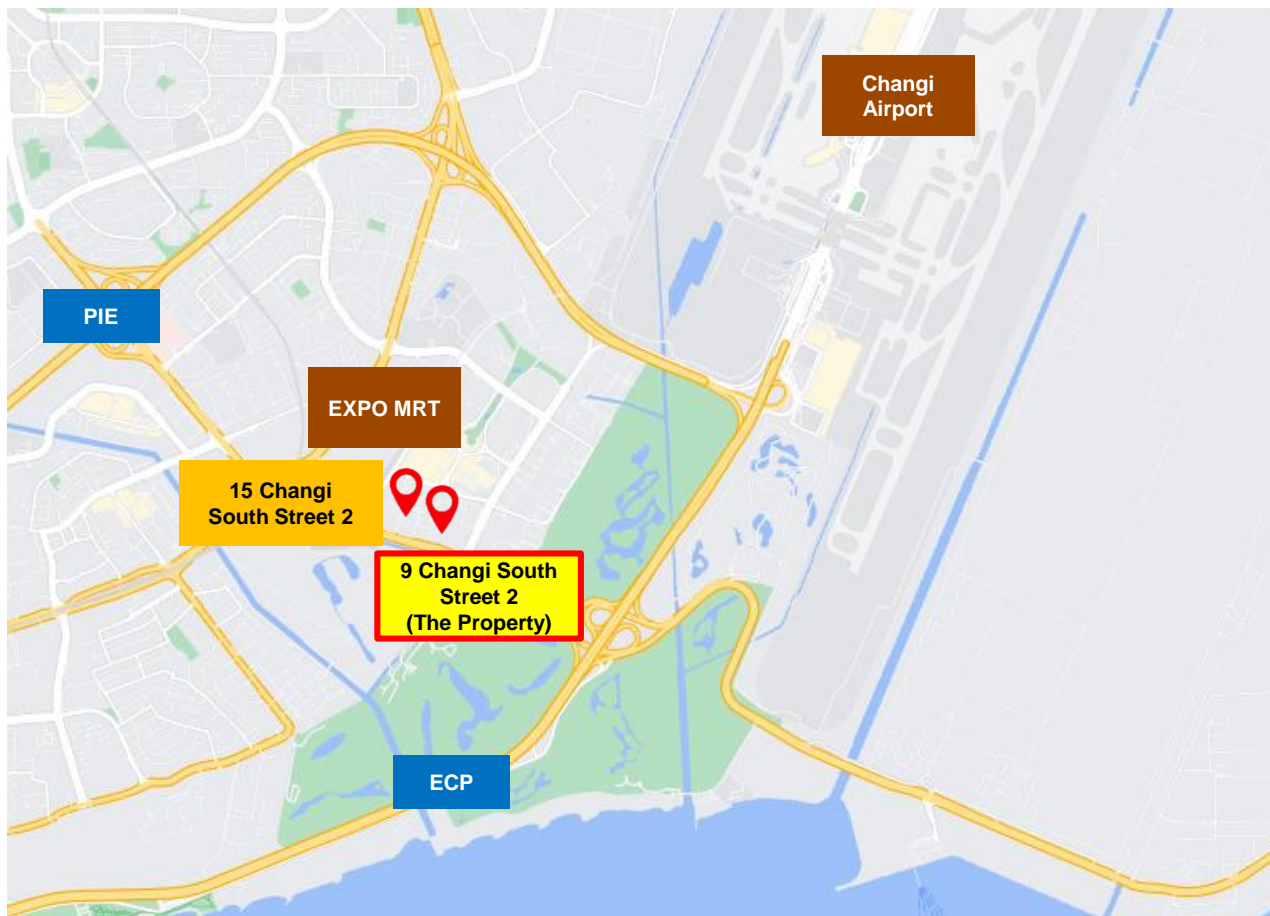 Changi
Airport
PIE
EXPO MRT
15 Changi
South Street 2
9 Changi South
Street 2
(The Property)
ECP